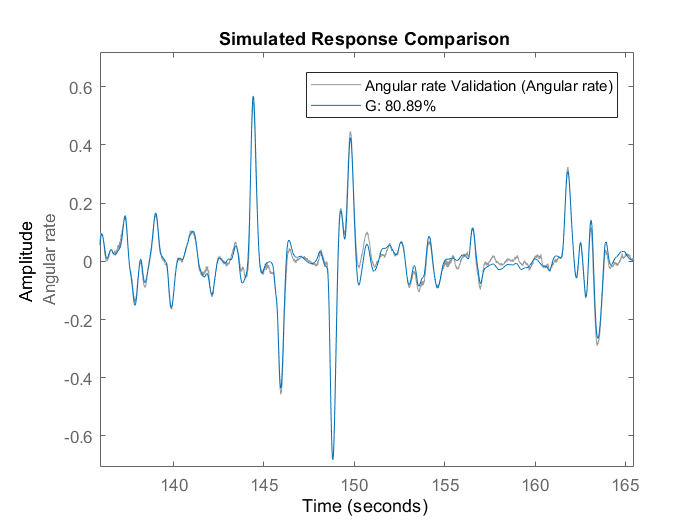 Simulated Response Comparison
Angular rate Validation (Angular rate)
G: 80.89%
0.6
0.4
0.2
0
-0.2
-0.4
-0.6
Amplitude
Angular rate
140
145
150
155
160
165
Time (seconds)